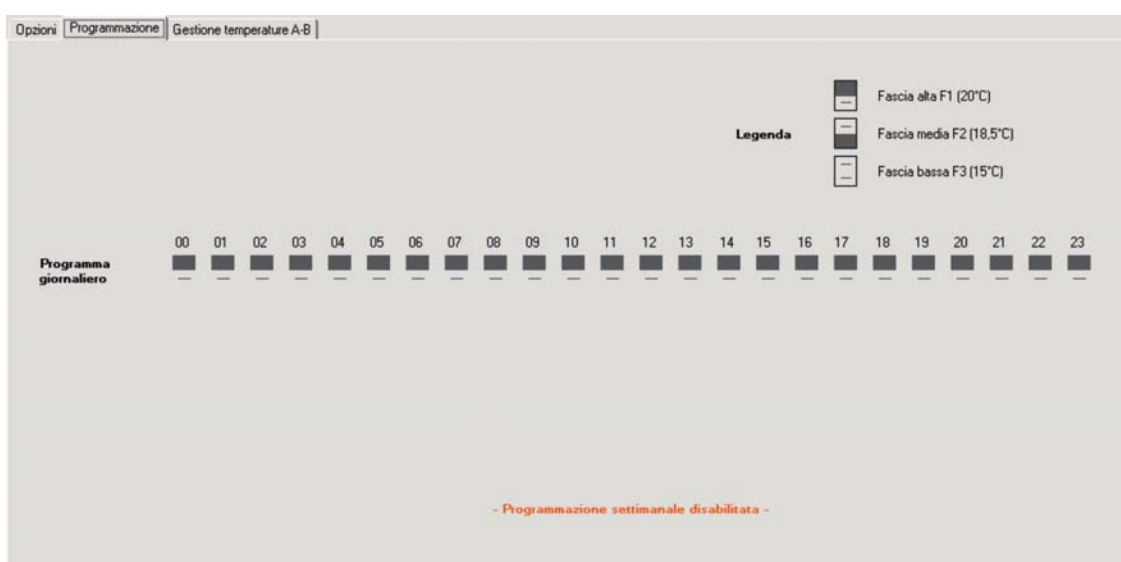 Opzioni Programmazione Gestione temperature A-B
Fascia alta F1 (20°C)
Legenda
Fascia media F2 (18,5°C)
Fascia bassa F3 (15°C)
00 01 02 03 04 05 06 07 08 09 10 11 12 13 14 15 16 17 18 19 20 21 22 23
Programma
giornaliero
- Programmazione settimanale disabilitata -